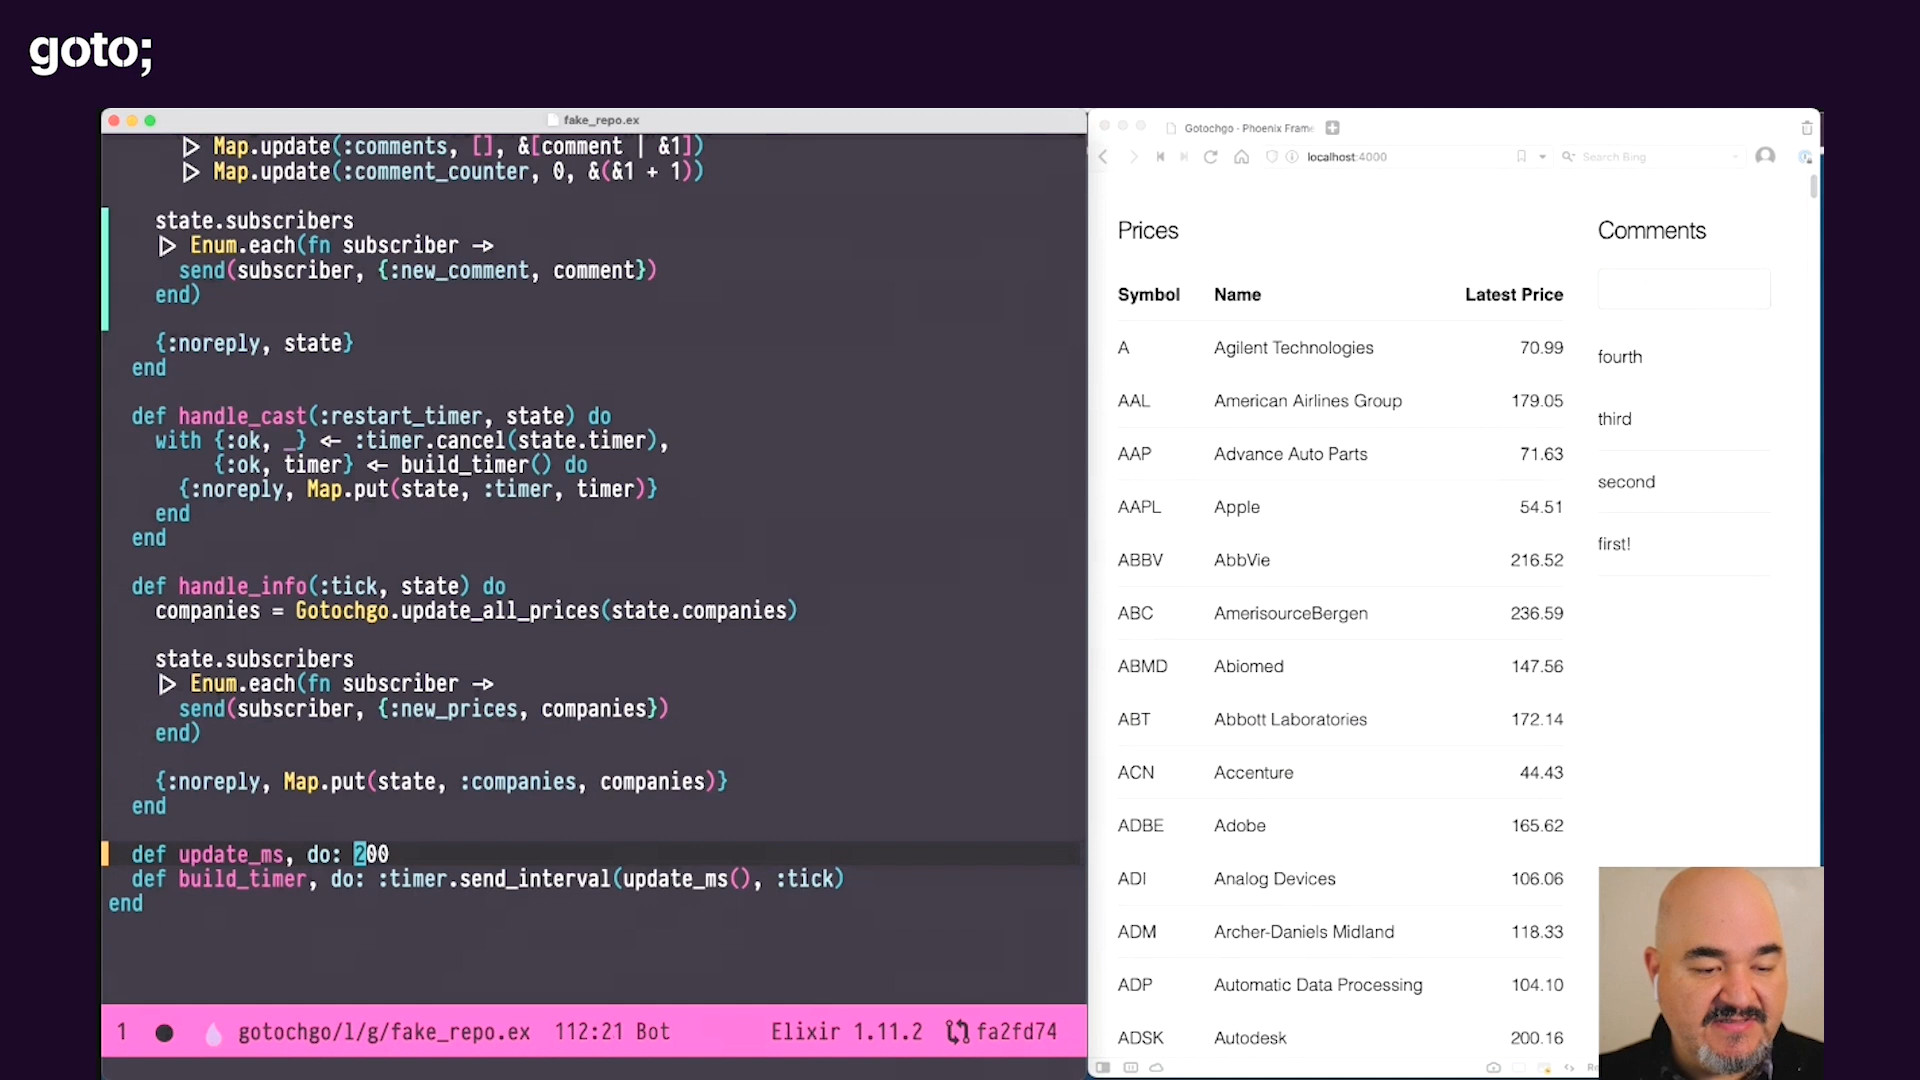 goto;
fake_repo.ex
▷ Map.update(:comments, [], &[comment | &1])
▷ Map.update(:comment_counter, 0, &(&1 + 1))
state.subscribers
▷ Enum.each(fn subscriber ->
send(subscriber, {:new_comment, comment})
end)
{:noreply, state}
end
def handle_cast(:restart_timer, state) do
with {:ok, _} <- :timer.cancel(state.timer),
{:ok, timer} <- build_timer() do
{:noreply, Map.put(state, :timer, timer)}
end
end
def handle_info(:tick, state) do
companies = Gotochgo.update_all_prices(state.companies)
state.subscribers
▷ Enum.each(fn subscriber ->
send(subscriber, {:new_prices, companies})
end)
{:noreply, Map.put(state, :companies, companies)}
end
def update_ms, do: 200
def build_timer, do: :timer.send_interval(update_ms(), :tick)
end
1 ● gotochgo/l/g/fake_repo.ex 112:21 Bot Elixir 1.11.2 fa2fd74
Gotochgo · Phoenix Frame
localhost:4000 Search Bing
Prices
Symbol Name Latest Price
A Agilent Technologies 70.99
AAL American Airlines Group 179.05
AAP Advance Auto Parts 71.63
AAPL Apple 54.51
ABBV AbbVie 216.52
ABC AmerisourceBergen 236.59
ABMD Abiomed 147.56
ABT Abbott Laboratories 172.14
ACN Accenture 44.43
ADBE Adobe 165.62
ADI Analog Devices 106.06
ADM Archer-Daniels Midland 118.33
ADP Automatic Data Processing 104.10
ADSK Autodesk 200.16
Comments
fourth
third
second
first!